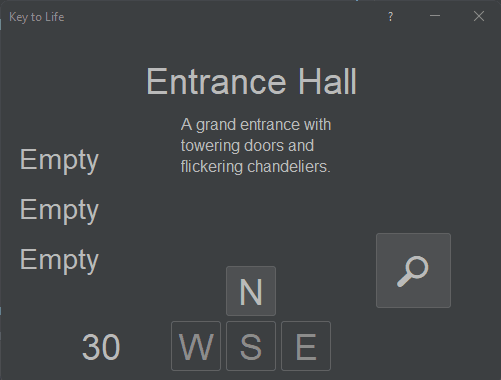 Key to Life
?
Entrance Hall
A grand entrance with
towering doors and
flickering chandeliers.
Empty
Empty
Empty
N
30
W S E